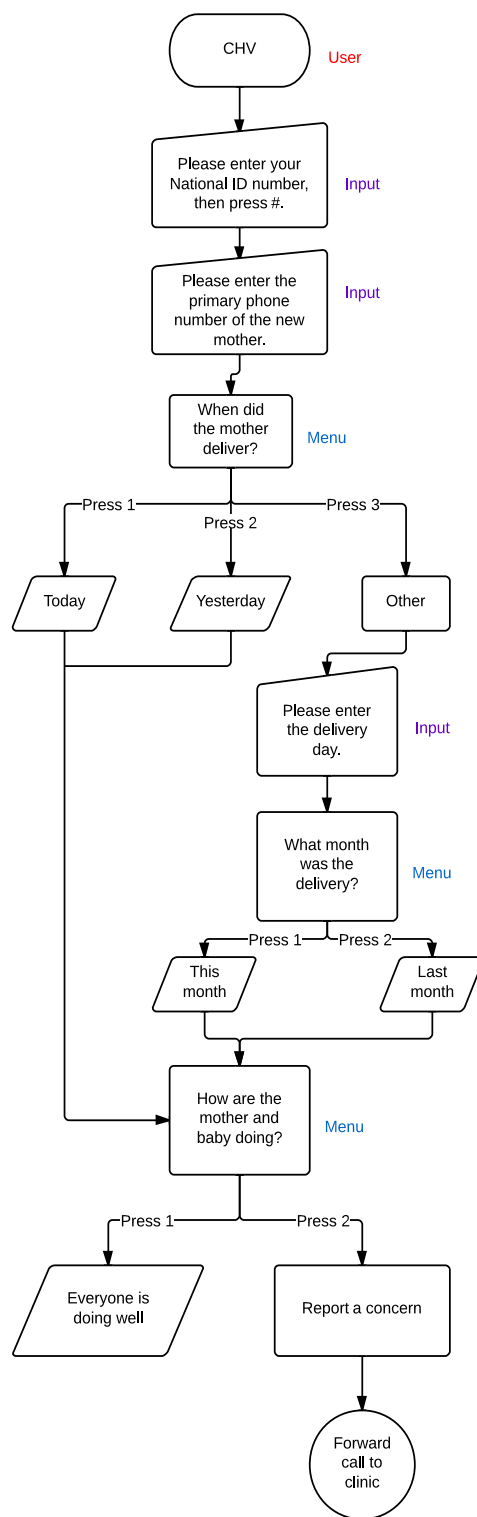 CHV
User
Please enter your
National ID number,
then press #.
Input
Please enter the
primary phone
number of the new
mother.
Input
When did
the mother
deliver?
Menu
Press 1
Press 2
Press 3
Today
Yesterday
Other
Please enter
the delivery
day.
Input
What month
was the
delivery?
Menu
Press 1
Press 2
This
month
Last
month
How are the
mother and
baby doing?
Menu
Press 1
Press 2
Everyone is
doing well
Report a concern
Forward
call to
clinic